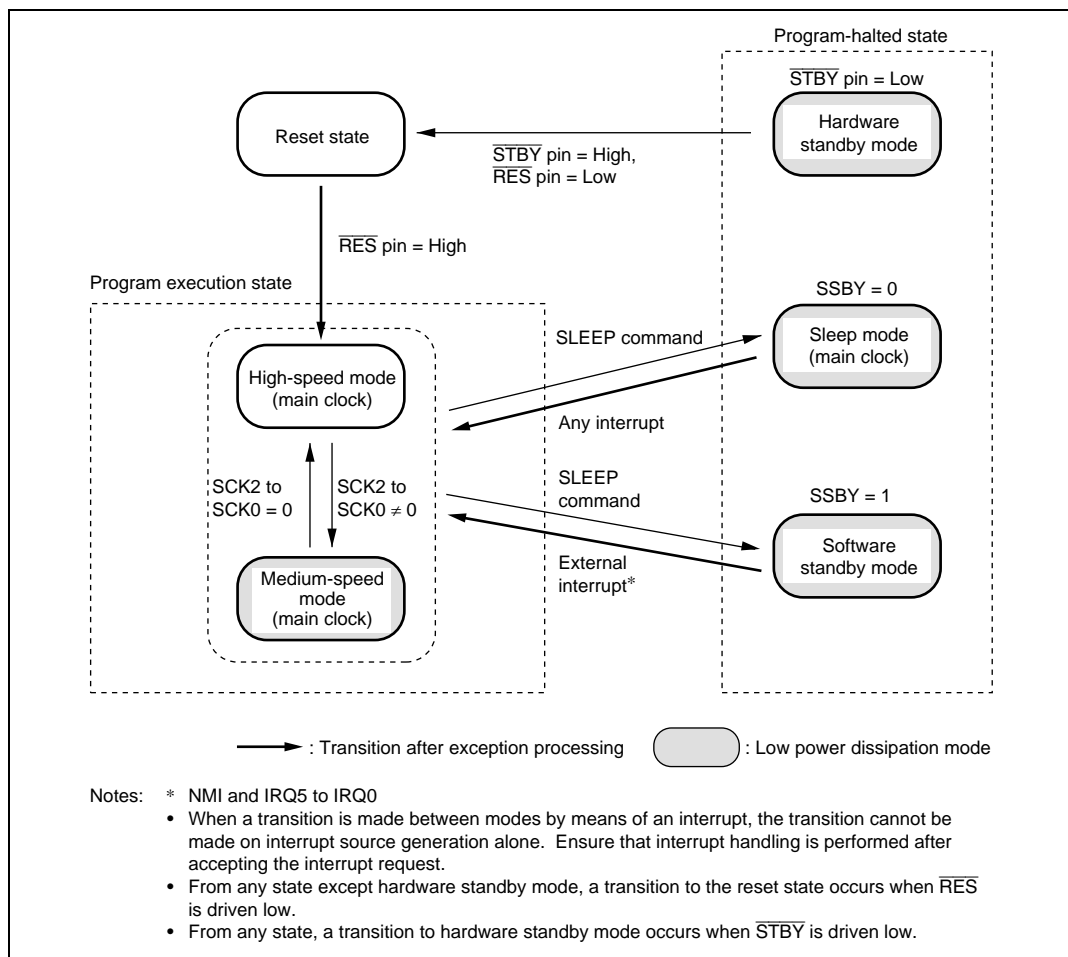 Program-halted state
S̅T̅B̅Y̅ pin = Low
Hardware
standby mode
Reset state
S̅T̅B̅Y̅ pin = High,
R̅E̅S̅ pin = Low
R̅E̅S̅ pin = High
Program execution state
SSBY = 0
Sleep mode
(main clock)
SLEEP command
High-speed mode
(main clock)
Any interrupt
SCK2 to
SCK0 = 0
SCK2 to
SCK0 ≠ 0
SLEEP
command
SSBY = 1
Software
standby mode
External
interrupt*
Medium-speed
mode
(main clock)
: Transition after exception processing
: Low power dissipation mode
Notes: * NMI and IRQ5 to IRQ0
• When a transition is made between modes by means of an interrupt, the transition cannot be
made on interrupt source generation alone. Ensure that interrupt handling is performed after
accepting the interrupt request.
• From any state except hardware standby mode, a transition to the reset state occurs when R̅E̅S̅
is driven low.
• From any state, a transition to hardware standby mode occurs when S̅T̅B̅Y̅ is driven low.